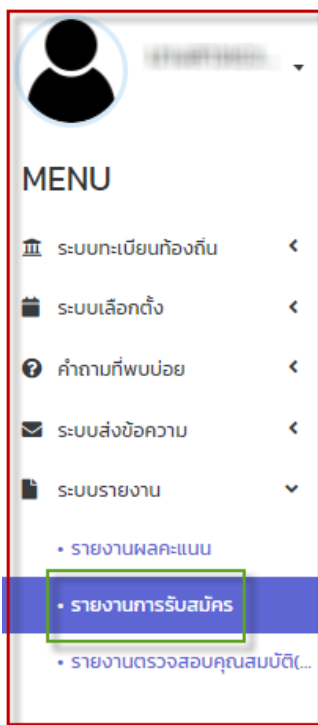 MENU
ระบบทะเบียนท้องถิ่น
ระบบเลือกตั้ง
คำถามที่พบบ่อย
ระบบส่งข้อความ
ระบบรายงาน
• รายงานผลคะแนน
• รายงานการรับสมัคร
• รายงานตรวจสอบคุณสมบัติ(...